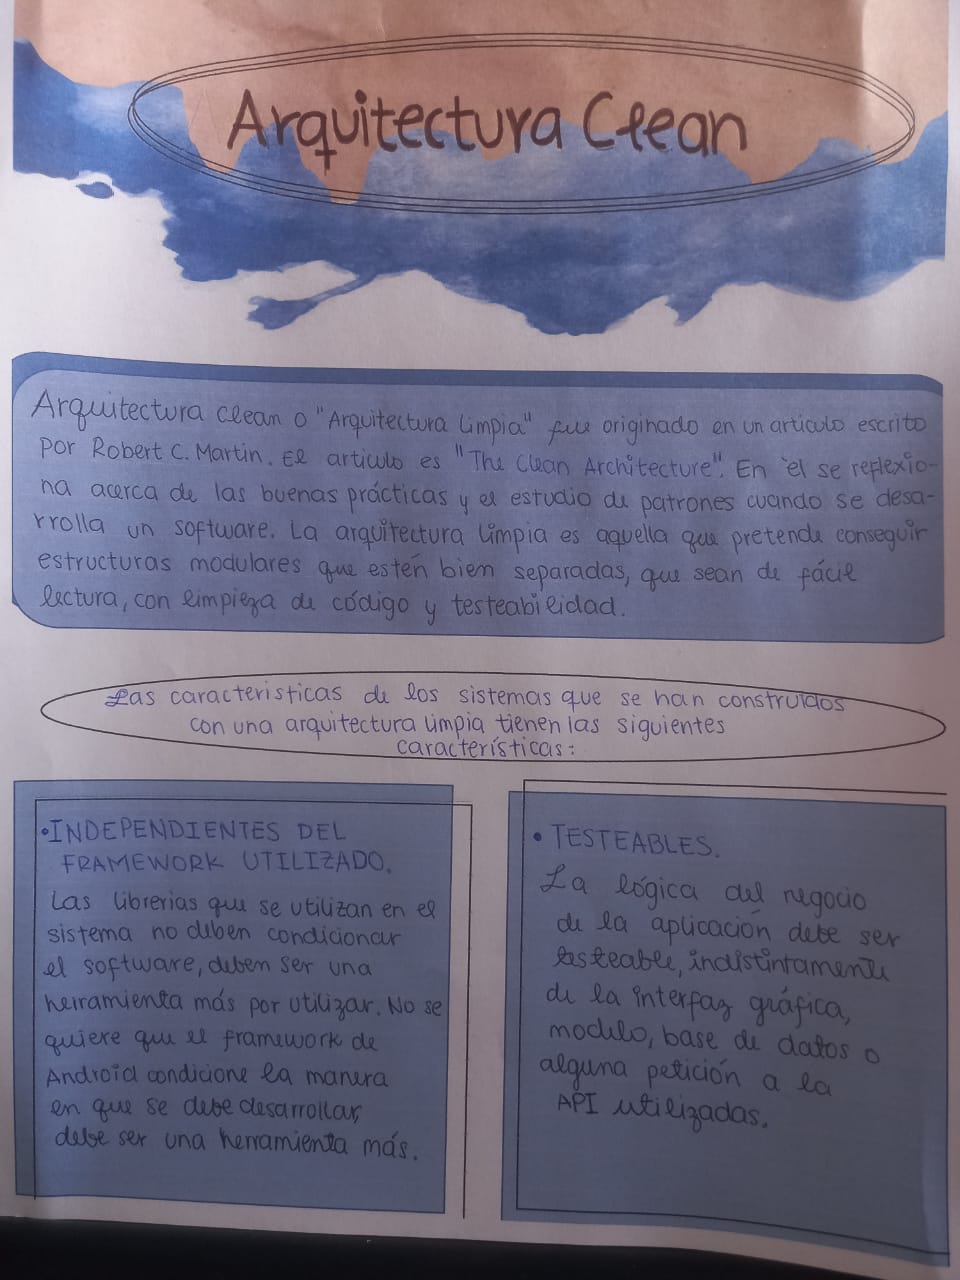 Arquitectura Clean
Arquitectura Clean o "Arquitectura Limpia" fue originado en un articulo escrito
por Robert C. Martin. El articulo es "The Clean Architecture". En él se reflexio-
na acerca de las buenas prácticas y el estudio de patrones cuando se desa-
rrolla un software. La arquitectura limpia es aquella que pretende conseguir
estructuras modulares que estén bien separadas, que sean de fácil
lectura, con limpieza de código y testeabilidad.
Las caracteristicas de los sistemas que se han construidos
con una arquitectura limpia tienen las siguientes
características:
•INDEPENDIENTES DEL
FRAMEWORK UTILIZADO.
Las librerias que se utilizan en el
sistema no deben condicionar
el software, deben ser una
herramienta más por utilizar. No se
quiere que el framework de
Android condicione la manera
en que se debe desarrollar,
debe ser una herramienta más.
• TESTEABLES.
La lógica del negocio
de la aplicación debe ser
testeable, indistintamente
de la interfaz gráfica,
modelo, base de datos o
alguna petición a la
API utilizadas.